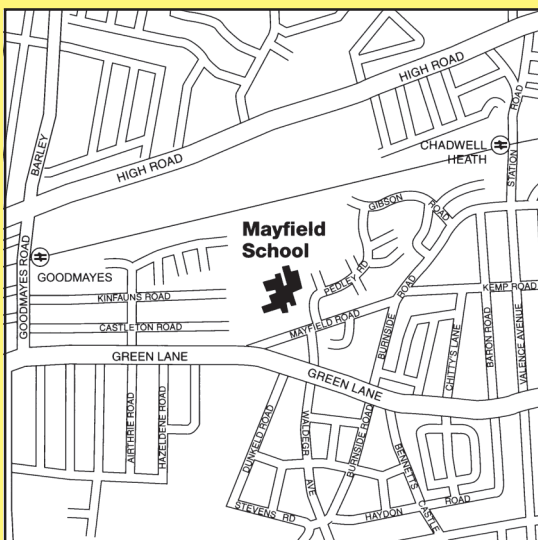 HIGH ROAD
ROAD
BARLEY
CHADWELL
HEATH
HIGH ROAD
STATION
GIBSON
ROAD
Mayfield
School
GOODMAYES ROAD
GOODMAYES
PEDLEY RD
KINFAUNS ROAD
ROAD
KEMP ROAD
CASTLETON ROAD
MAYFIELD ROAD
BURNSIDE
CHITTY'S LANE
BARON ROAD
VALENCE AVENUE
GREEN LANE
GREEN LANE
AIRTHRIE ROAD
HAZELDENE ROAD
DUNKELD ROAD
WALDEGR
BURNSIDE ROAD
BENNETTS
AVE
ROAD
STEVENS RD
HAYDON
CASTLE